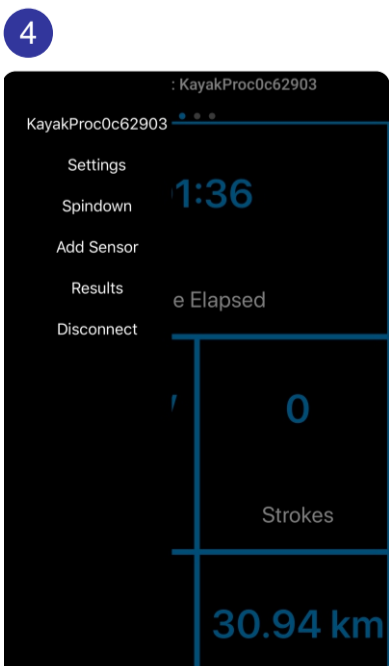 4
: KayakProc0c62903
KayakProc0c62903
Settings
1:36
Spindown
Add Sensor
Results
e Elapsed
Disconnect
0
Strokes
30.94 km